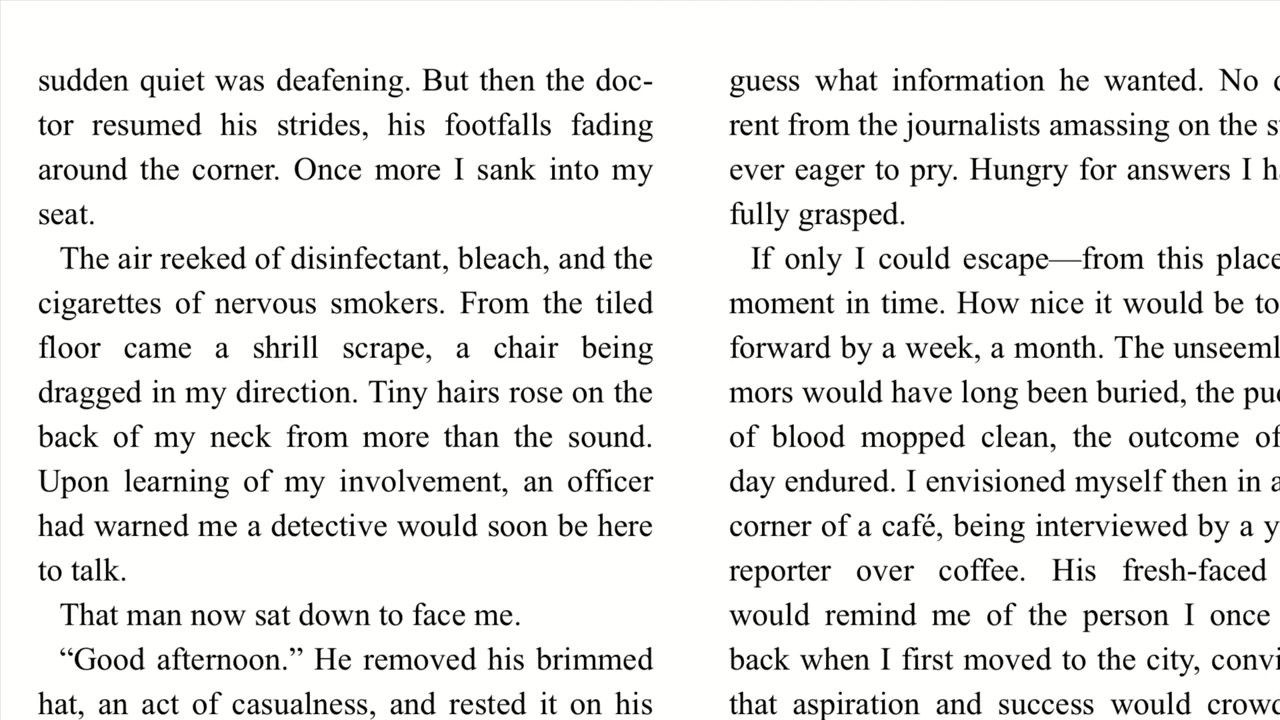 sudden quiet was deafening. But then the doc-
tor resumed his strides, his footfalls fading
around the corner. Once more I sank into my
seat.
The air reeked of disinfectant, bleach, and the
cigarettes of nervous smokers. From the tiled
floor came a shrill scrape, a chair being
dragged in my direction. Tiny hairs rose on the
back of my neck from more than the sound.
Upon learning of my involvement, an officer
had warned me a detective would soon be here
to talk.
That man now sat down to face me.
“Good afternoon.” He removed his brimmed
hat, an act of casualness, and rested it on his
guess what information he wanted. No
rent from the journalists amassing on the
ever eager to pry. Hungry for answers I
fully grasped.
If only I could escape—from this place
moment in time. How nice it would be to
forward by a week, a month. The
mors would have long been buried, the
of blood mopped clean, the outcome of
day endured. I envisioned myself then in a
corner of a café, being interviewed by a
reporter over coffee. His fresh-faced
would remind me of the person I once
back when I first moved to the city,
that aspiration and success would